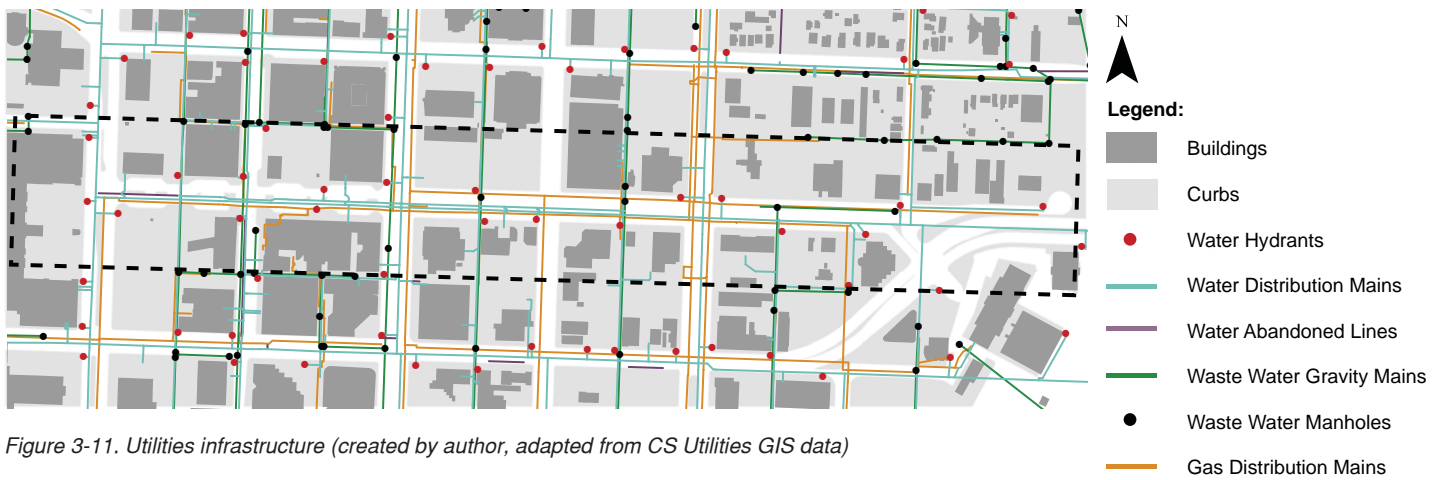 N
Legend:
Buildings
Curbs
Water Hydrants
Water Distribution Mains
Water Abandoned Lines
Waste Water Gravity Mains
Waste Water Manholes
Gas Distribution Mains
Figure 3-11. Utilities infrastructure (created by author, adapted from CS Utilities GIS data)